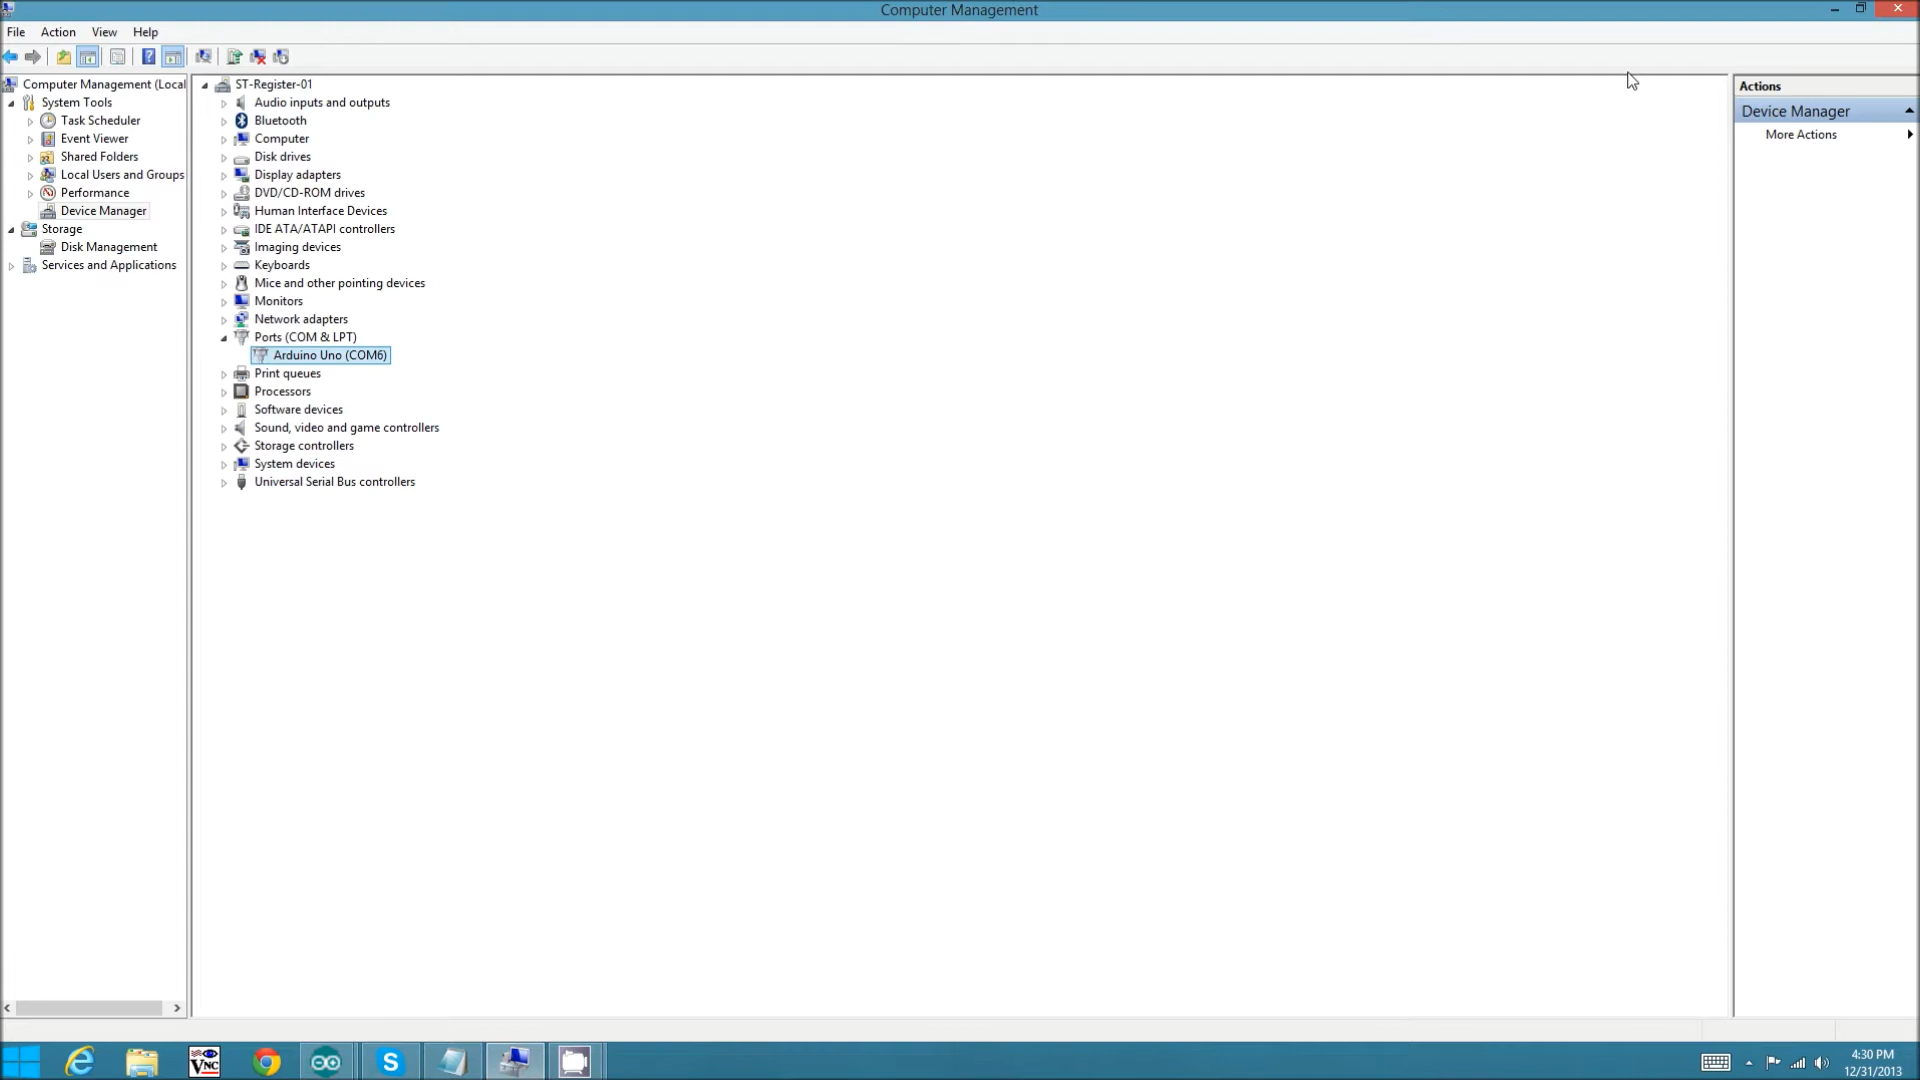 Computer Management
File Action View Help
Computer Management (Local
System Tools
Task Scheduler
Event Viewer
Shared Folders
Local Users and Groups
Performance
Device Manager
Storage
Disk Management
Services and Applications
ST-Register-01
Audio inputs and outputs
Bluetooth
Computer
Disk drives
Display adapters
DVD/CD-ROM drives
Human Interface Devices
IDE ATA/ATAPI controllers
Imaging devices
Keyboards
Mice and other pointing devices
Monitors
Network adapters
Ports (COM & LPT)
Arduino Uno (COM6)
Print queues
Processors
Software devices
Sound, video and game controllers
Storage controllers
System devices
Universal Serial Bus controllers
Actions
Device Manager
More Actions
VNC
4:30 PM
12/31/2013